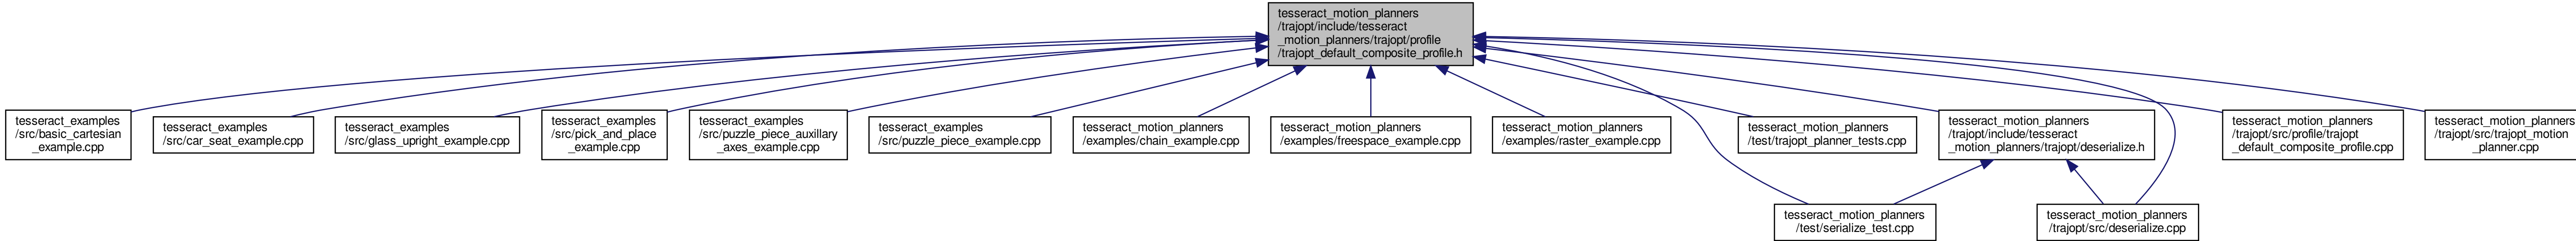 tesseract_motion_planners
/trajopt/include/tesseract
_motion_planners/trajopt/profile
/trajopt_default_composite_profile.h
tesseract_examples
/src/basic_cartesian
_example.cpp
tesseract_examples
/src/car_seat_example.cpp
tesseract_examples
/src/glass_upright_example.cpp
tesseract_examples
/src/pick_and_place
_example.cpp
tesseract_examples
/src/puzzle_piece_auxillary
_axes_example.cpp
tesseract_examples
/src/puzzle_piece_example.cpp
tesseract_motion_planners
/examples/chain_example.cpp
tesseract_motion_planners
/examples/freespace_example.cpp
tesseract_motion_planners
/examples/raster_example.cpp
tesseract_motion_planners
/test/trajopt_planner_tests.cpp
tesseract_motion_planners
/trajopt/include/tesseract
_motion_planners/trajopt/deserialize.h
tesseract_motion_planners
/trajopt/src/profile/trajopt
_default_composite_profile.cpp
tesseract_motion_planners
/trajopt/src/trajopt_motion
_planner.cpp
tesseract_motion_planners
/test/serialize_test.cpp
tesseract_motion_planners
/trajopt/src/deserialize.cpp